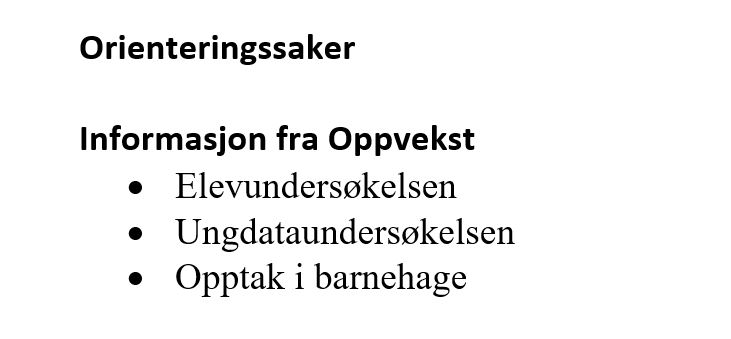 Orienteringssaker
Informasjon fra Oppvekst
• Elevundersøkelsen
• Ungdataundersøkelsen
• Opptak i barnehage